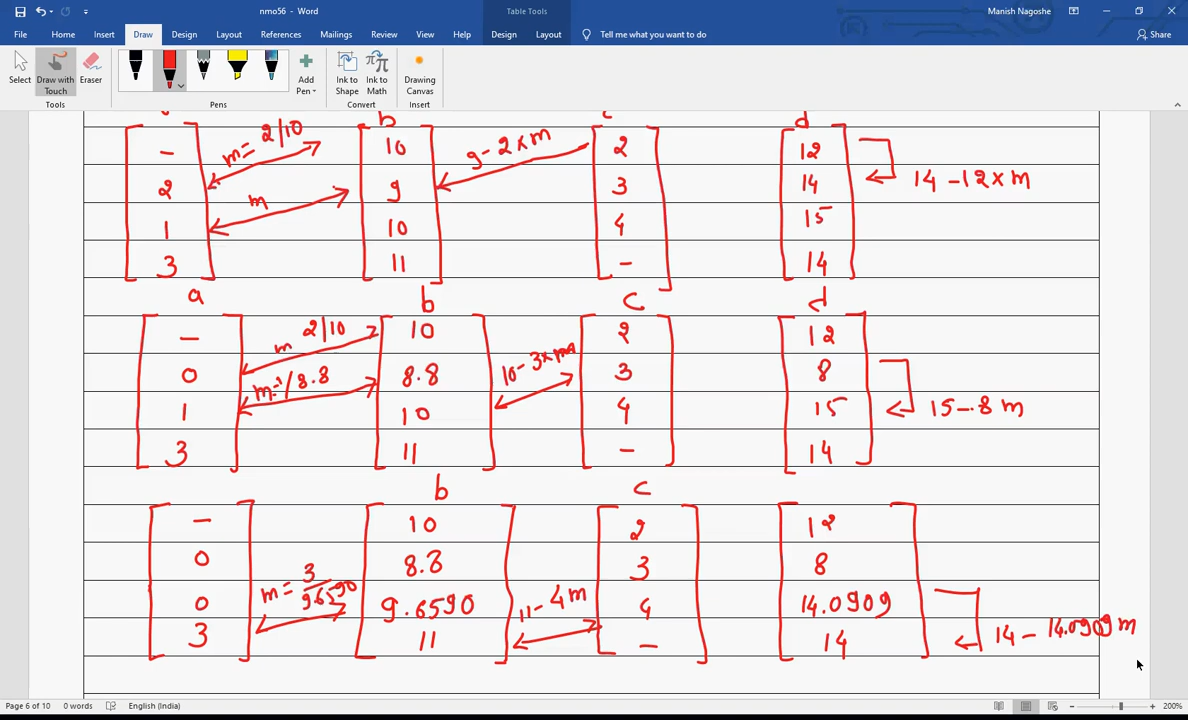 nmo56 - Word
Table Tools
Manish Nagoshe
File Home Insert Draw Design Layout References Mailings Review View Help Design Layout Tell me what you want to do Share
Select Draw with Touch Eraser Add Pen Ink to Shape Ink to Math Drawing Canvas
Tools Pens Convert Insert
b d
- m = 2/10 10 9 - 2 × m 2 12
2 m 9 3 14 14 - 12 × m
1 10 4 15
3 11 - 14
a b c d
- m 2/10 10 2 12
0 m=1/8.8 8.8 10 - 3×m 3 8
1 10 4 15 15 - 8 m
3 11 - 14
b c
- 10 2 12
0 8.8 3 8
0 m = 3/9.6590 9.6590 11 - 4m 4 14.0909
3 11 - 14 14 - 14.0909 m
Page 6 of 10 0 words English (India) 200%